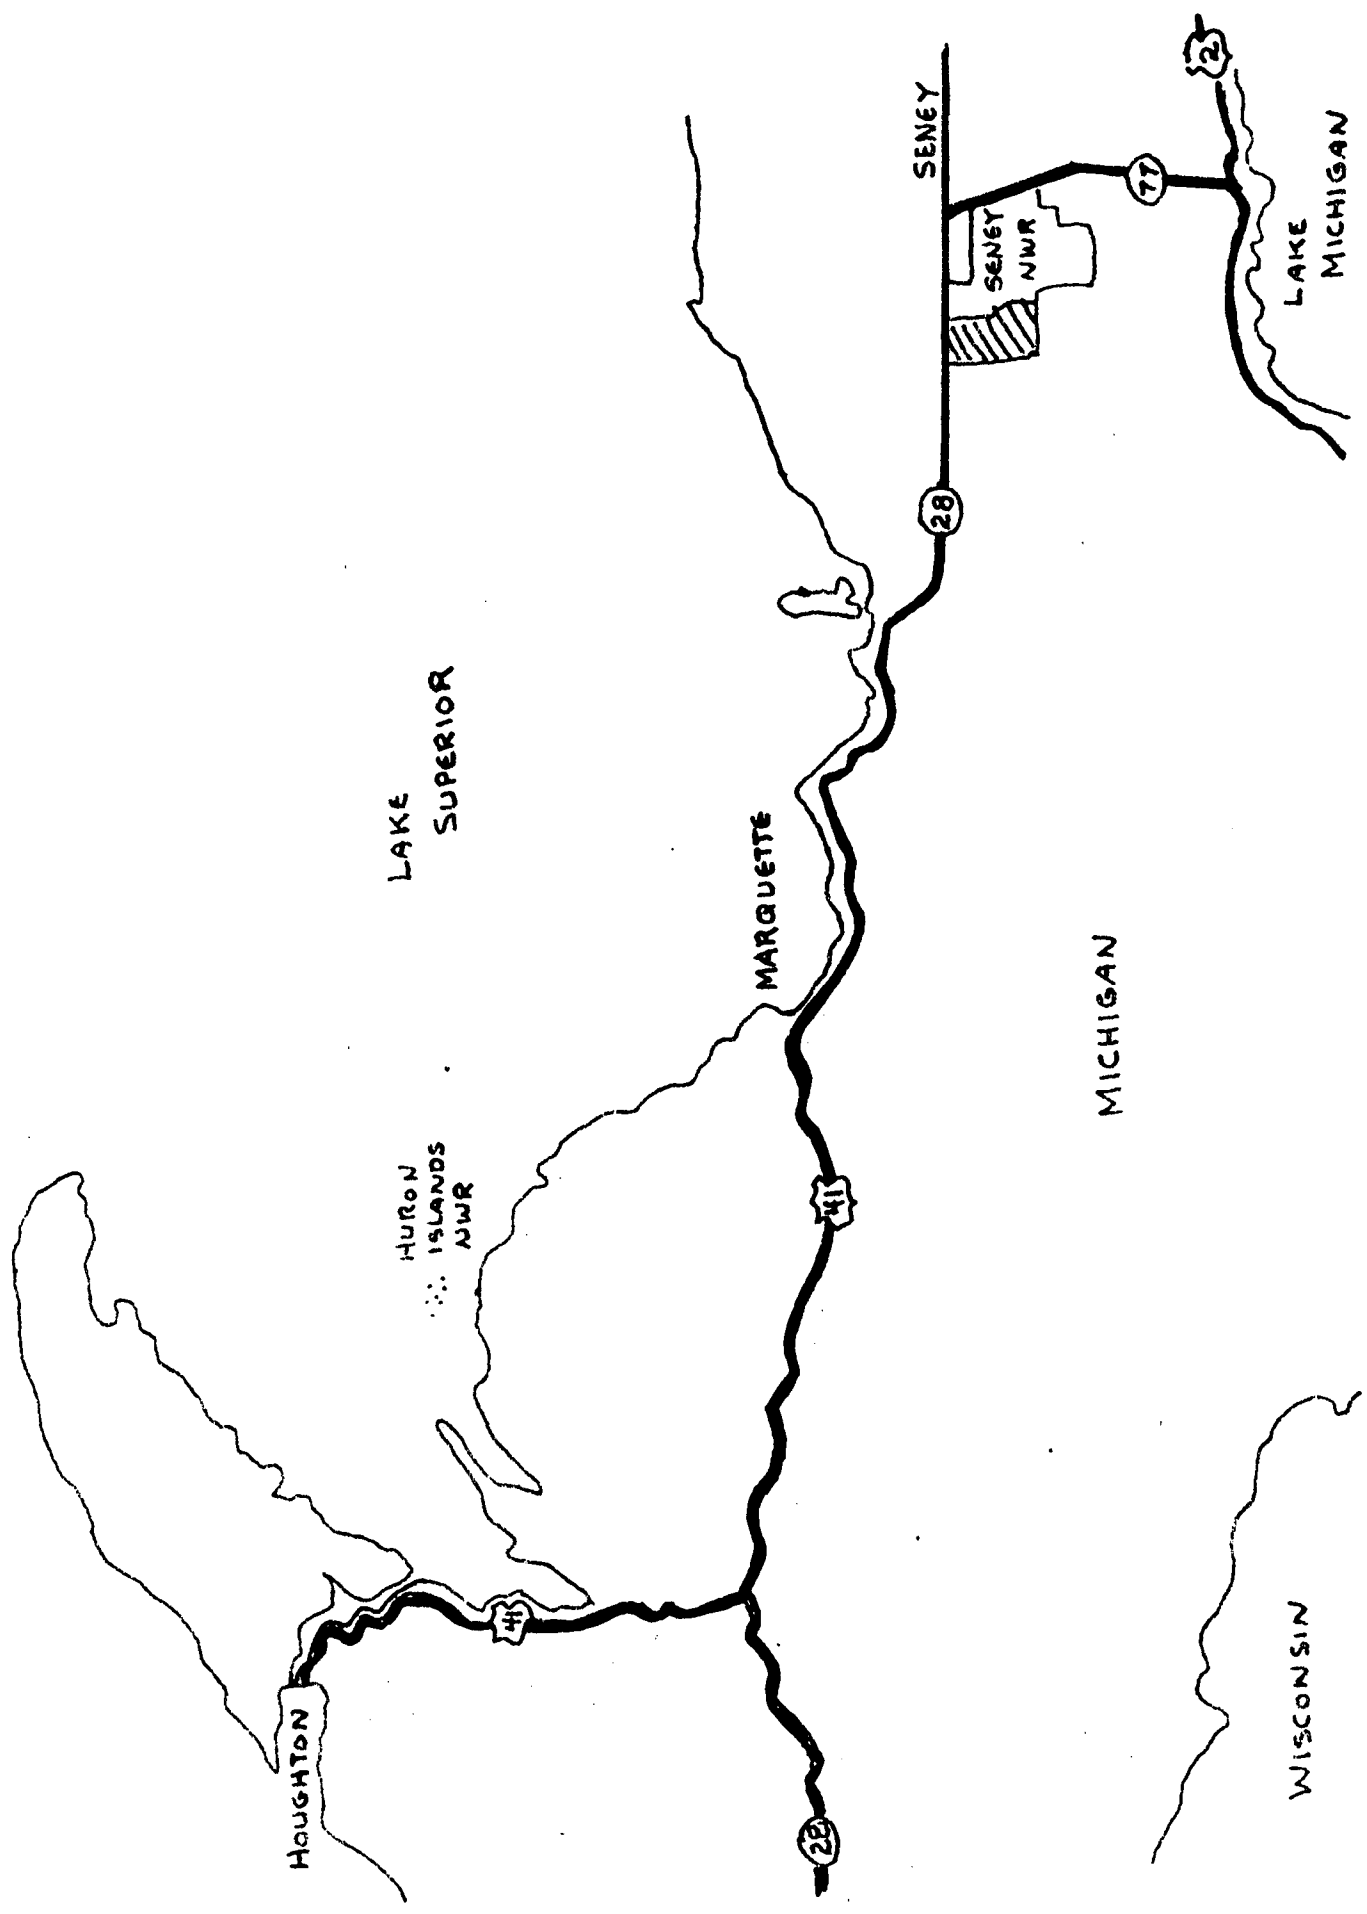 HOUGHTON
LAKE
SUPERIOR
HURON
ISLANDS
NWR
41
MARQUETTE
41
28
28
SENEY
SENEY
NWR
77
2
MICHIGAN
LAKE
MICHIGAN
WISCONSIN